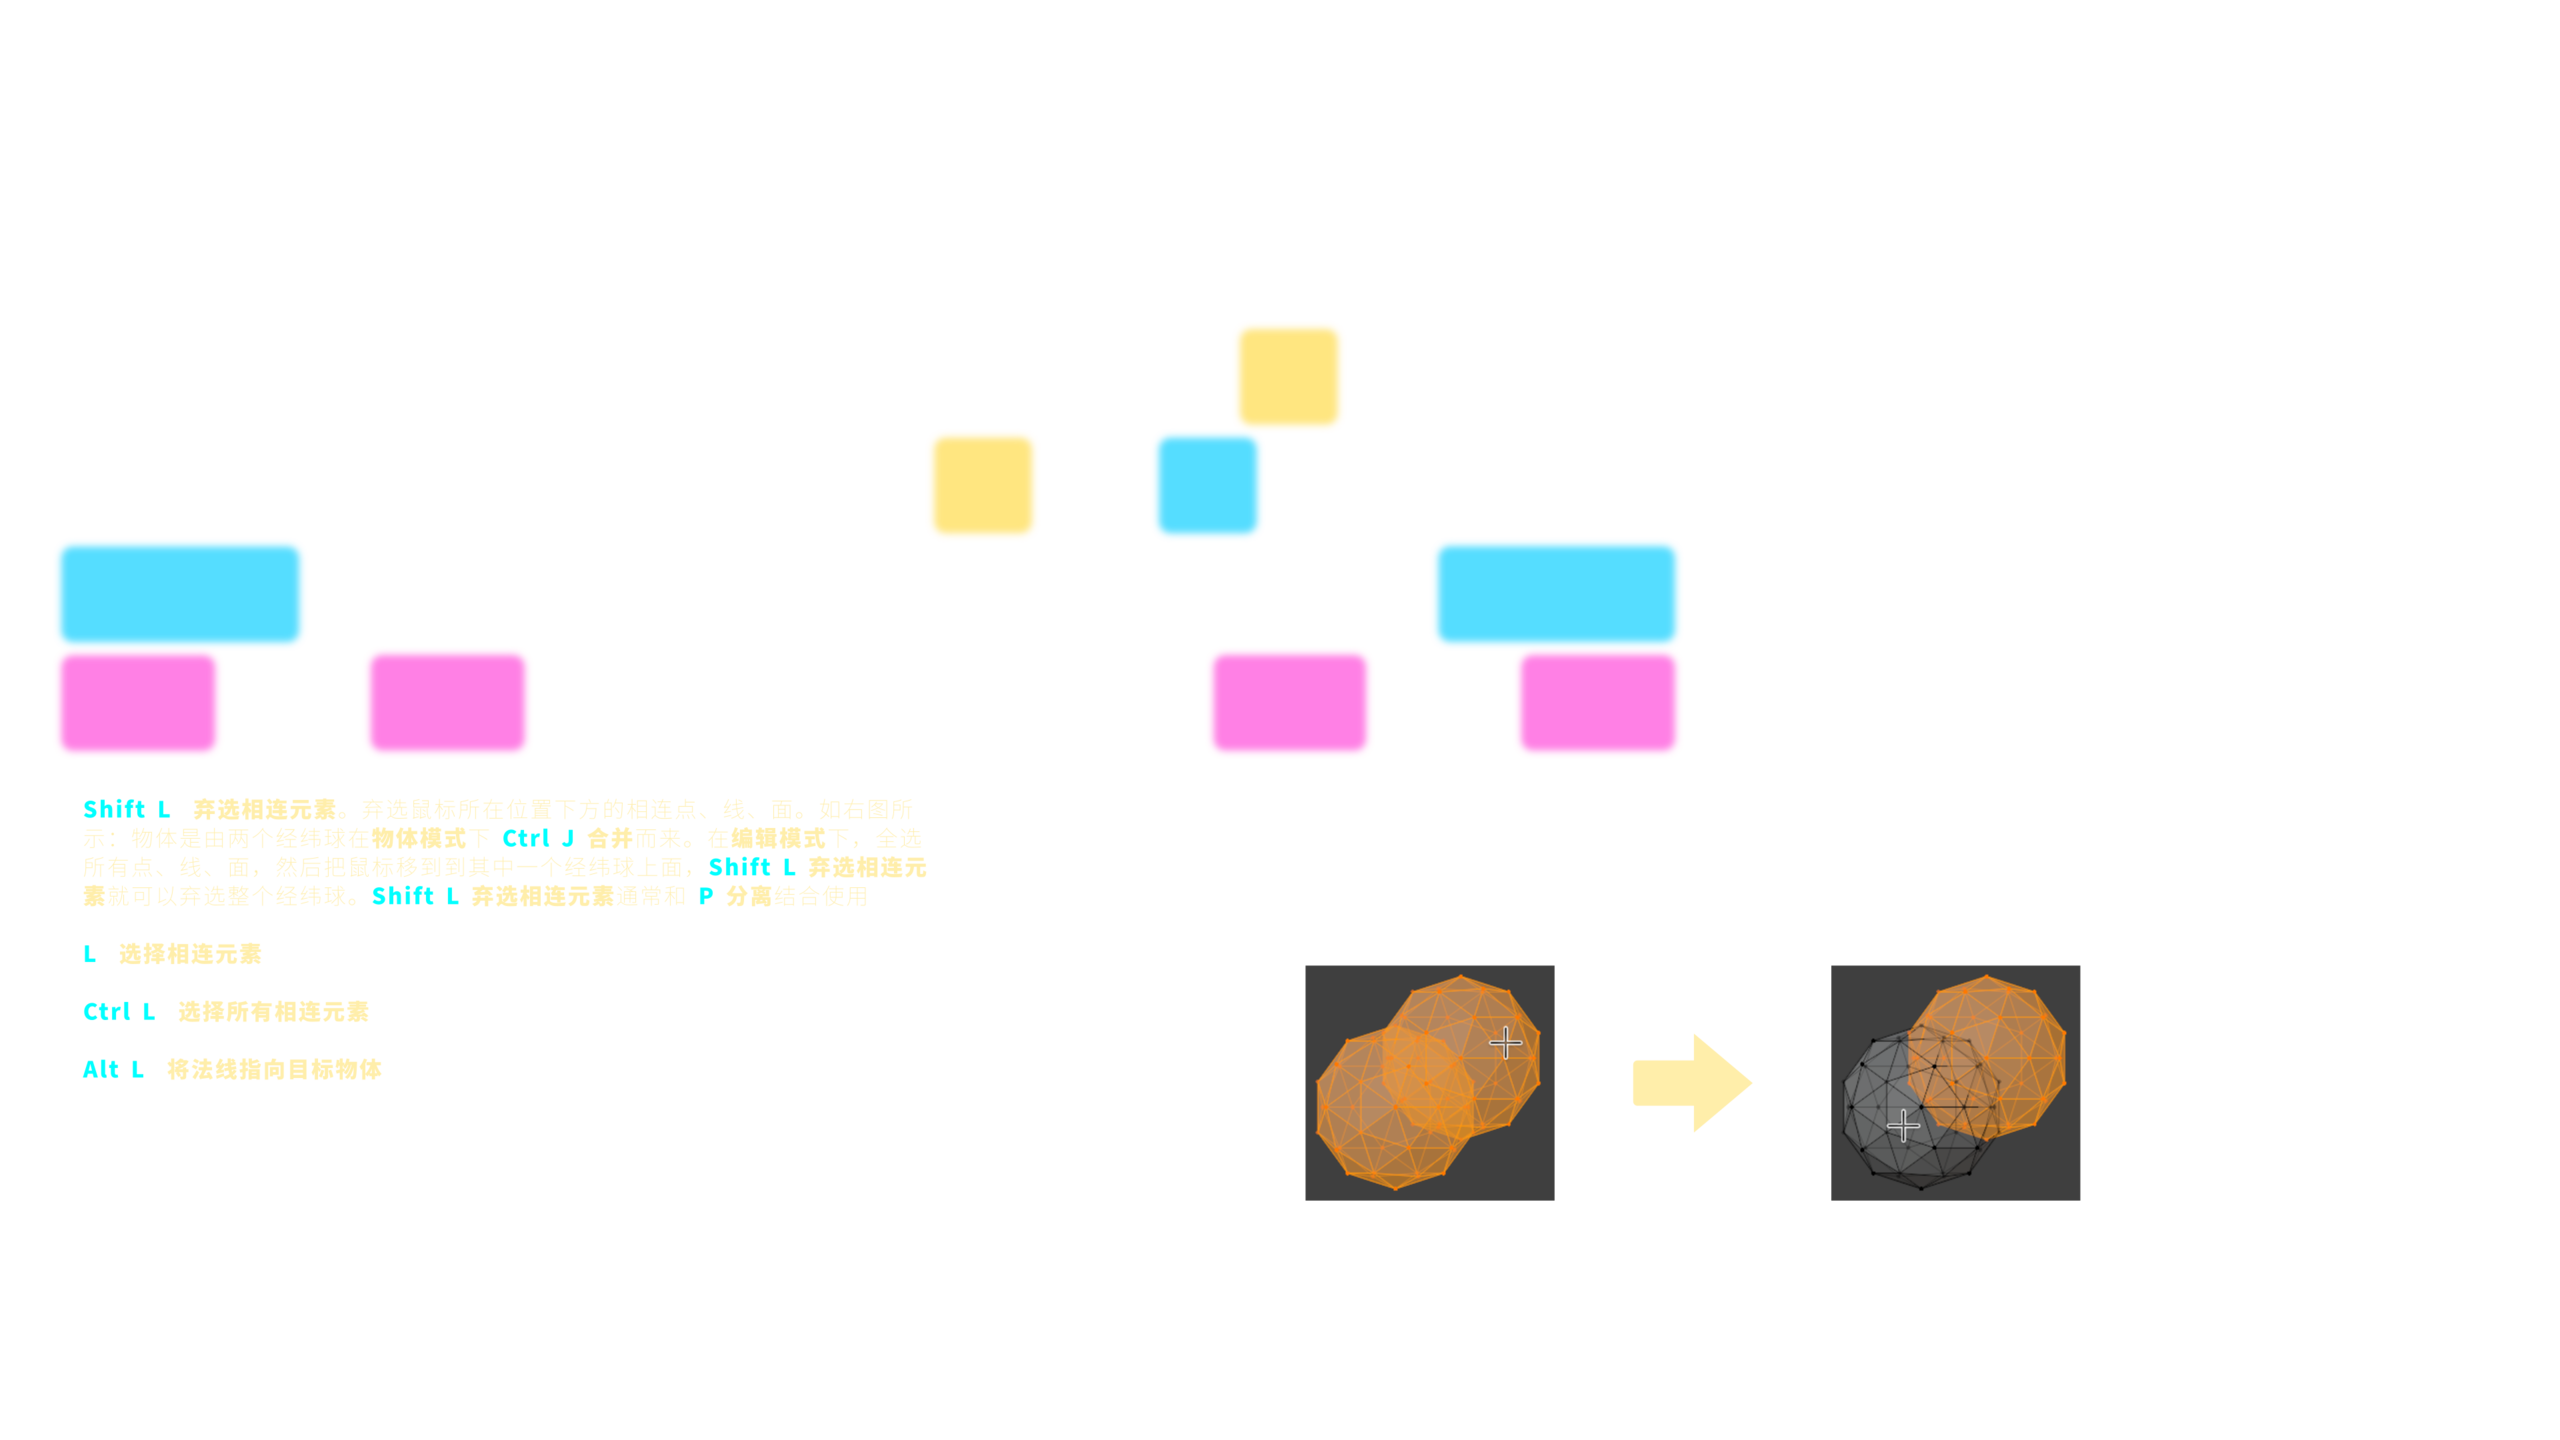 Shift L 弃选相连元素。弃选鼠标所在位置下方的相连点、线、面。如右图所
示：物体是由两个经纬球在物体模式下 Ctrl J 合并而来。在编辑模式下，全选
所有点、线、面，然后把鼠标移到到其中一个经纬球上面，Shift L 弃选相连元
素就可以弃选整个经纬球。Shift L 弃选相连元素通常和 P 分离结合使用
L 选择相连元素
Ctrl L 选择所有相连元素
Alt L 将法线指向目标物体